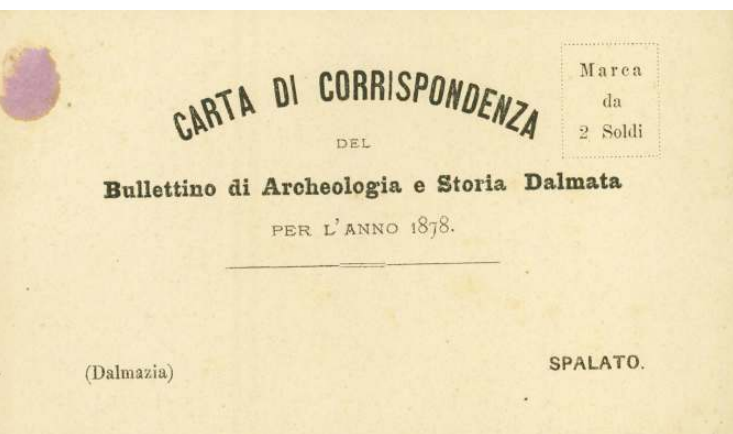 CARTA DI CORRISPONDENZA
Marca
da
2 Soldi
DEL
Bullettino di Archeologia e Storia Dalmata
PER L'ANNO 1878.
(Dalmazia)
SPALATO.